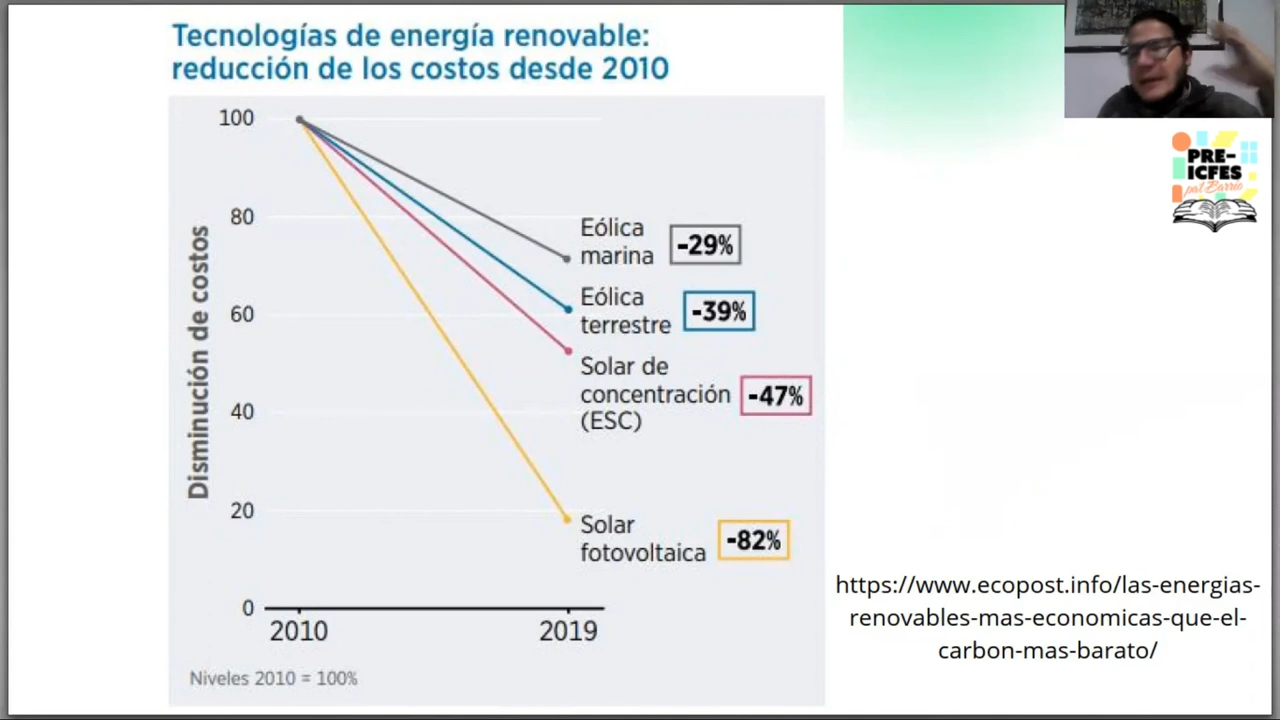 Tecnologías de energía renovable:
reducción de los costos desde 2010
Disminución de costos
100
80
60
40
20
0
2010
2019
Eólica
marina
-29%
Eólica
terrestre
-39%
Solar de
concentración
(ESC)
-47%
Solar
fotovoltaica
-82%
Niveles 2010 = 100%
PRE-
ICFES
pa'l Barrio
https://www.ecopost.info/las-energias-
renovables-mas-economicas-que-el-
carbon-mas-barato/